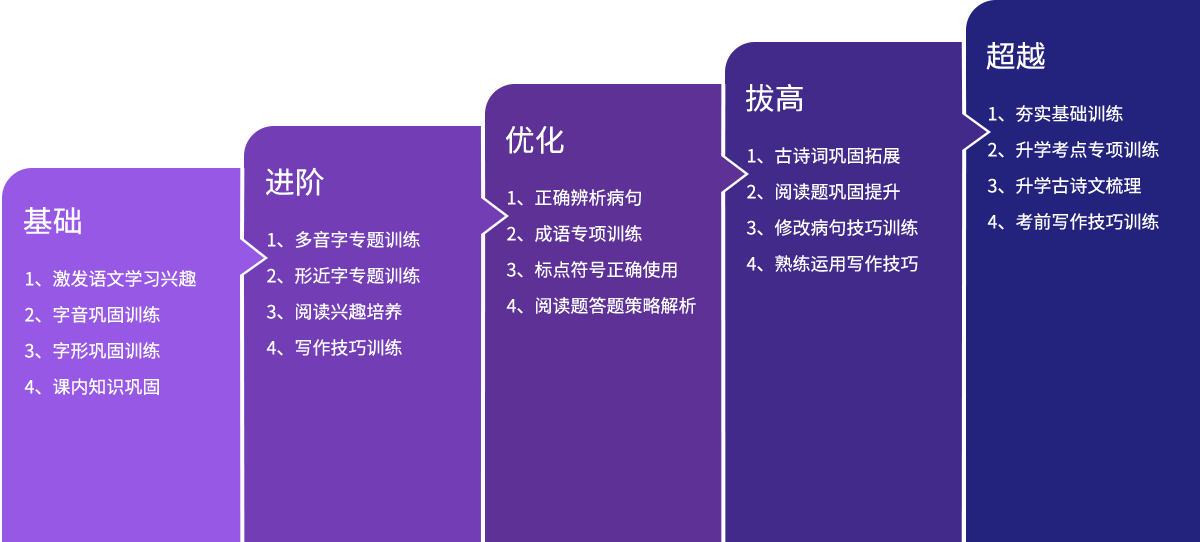 基础
1、激发语文学习兴趣
2、字音巩固训练
3、字形巩固训练
4、课内知识巩固
进阶
1、多音字专题训练
2、形近字专题训练
3、阅读兴趣培养
4、写作技巧训练
优化
1、正确辨析病句
2、成语专项训练
3、标点符号正确使用
4、阅读题答题策略解析
拔高
1、古诗词巩固拓展
2、阅读题巩固提升
3、修改病句技巧训练
4、熟练运用写作技巧
超越
1、夯实基础训练
2、升学考点专项训练
3、升学古诗文梳理
4、考前写作技巧训练